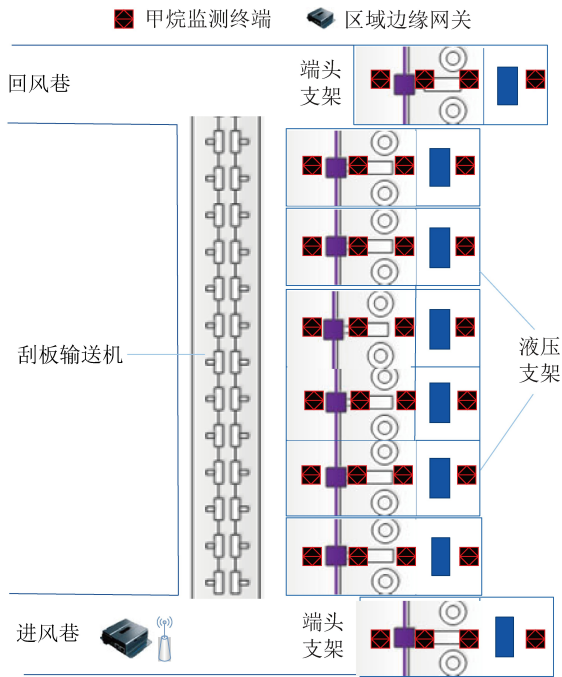 甲烷监测终端
区域边缘网关
端头
支架
回风巷
刮板输送机
液压
支架
进风巷
端头
支架